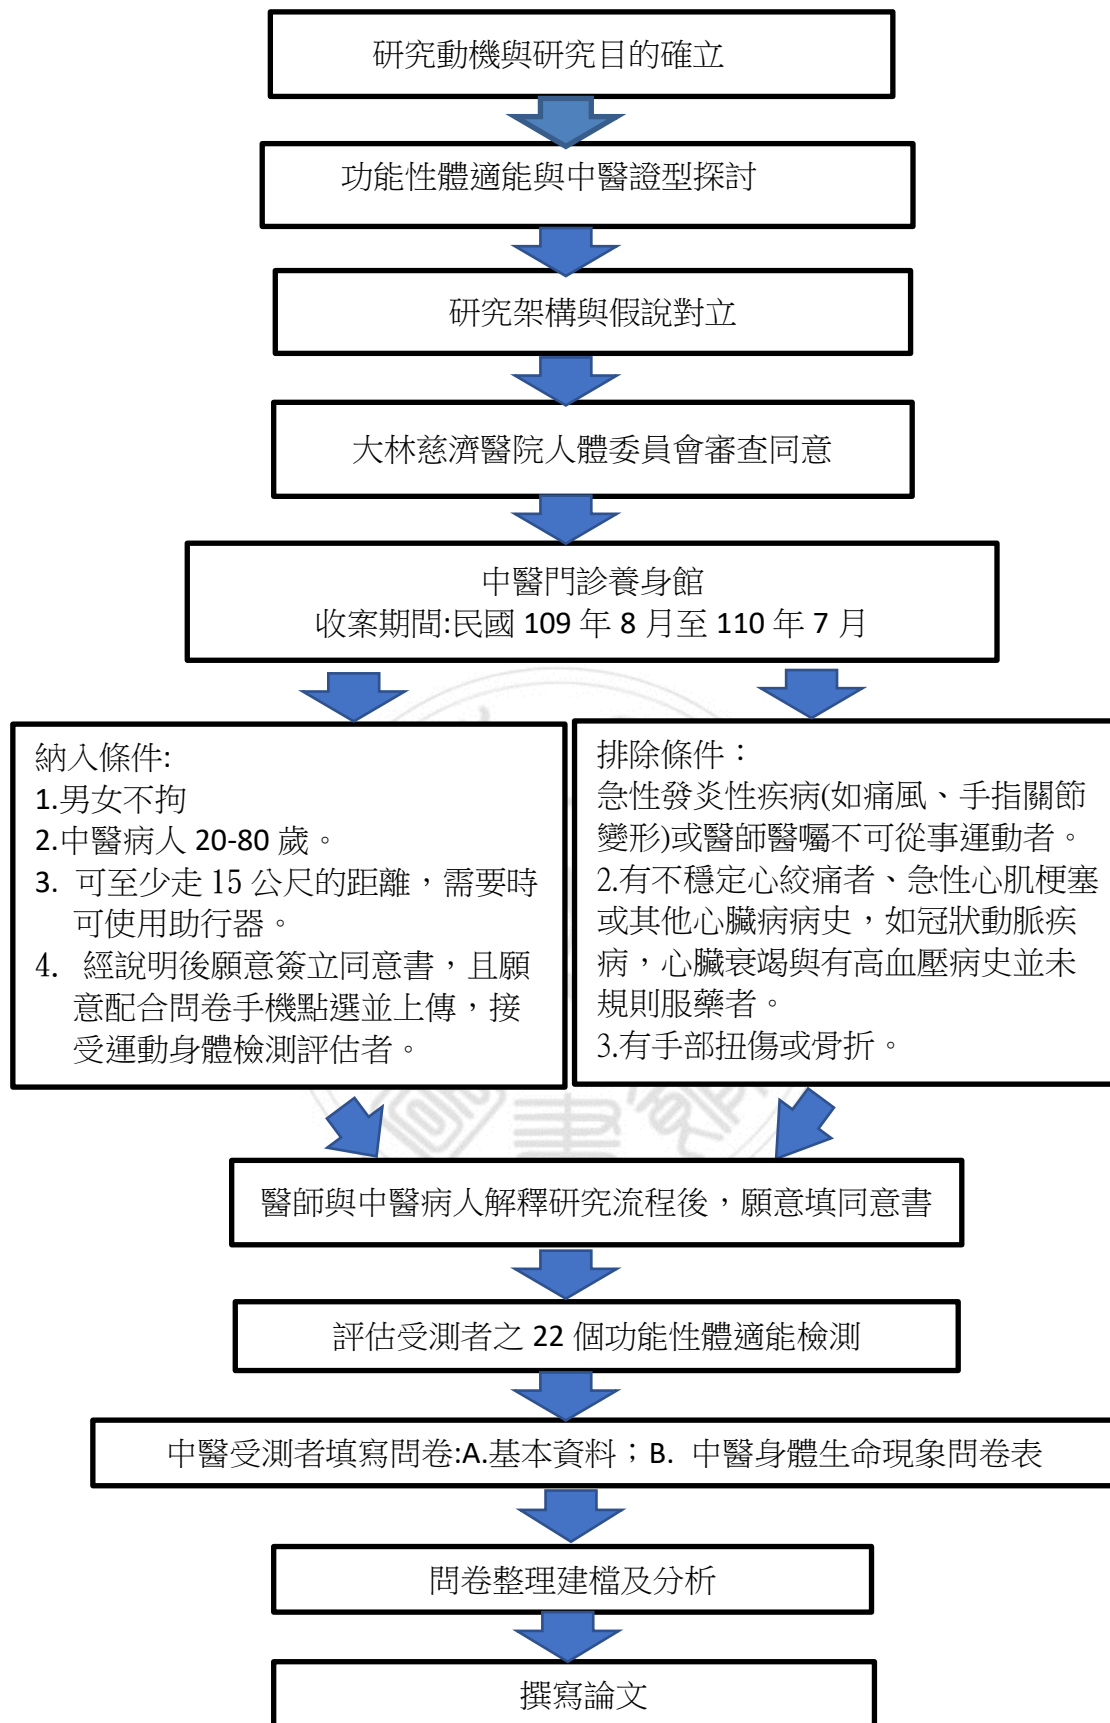 研究動機與研究目的確立
功能性體適能與中醫證型探討
研究架構與假說對立
大林慈濟醫院人體委員會審查同意
中醫門診養身館
收案期間:民國 109 年 8 月至 110 年 7 月
納入條件:
1.男女不拘
2.中醫病人 20-80 歲。
3. 可至少走 15 公尺的距離，需要時
可使用助行器。
4. 經說明後願意簽立同意書，且願
意配合問卷手機點選並上傳，接
受運動身體檢測評估者。
排除條件：
急性發炎性疾病(如痛風、手指關節
變形)或醫師醫囑不可從事運動者。
2.有不穩定心絞痛者、急性心肌梗塞
或其他心臟病病史，如冠狀動脈疾
病，心臟衰竭與有高血壓病史並未
規則服藥者。
3.有手部扭傷或骨折。
醫師與中醫病人解釋研究流程後，願意填同意書
評估受測者之 22 個功能性體適能檢測
中醫受測者填寫問卷:A.基本資料；B. 中醫身體生命現象問卷表
問卷整理建檔及分析
撰寫論文